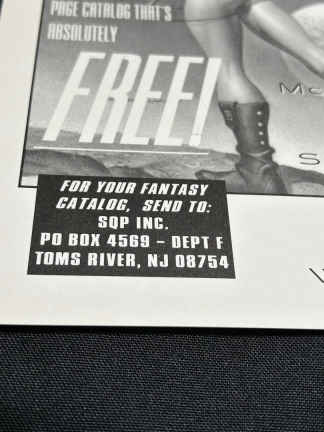 PAGE CATALOG THAT'S
ABSOLUTELY
FREE!
FOR YOUR FANTASY
CATALOG, SEND TO:
SQP INC.
PO BOX 4569 – DEPT F
TOMS RIVER, NJ 08754